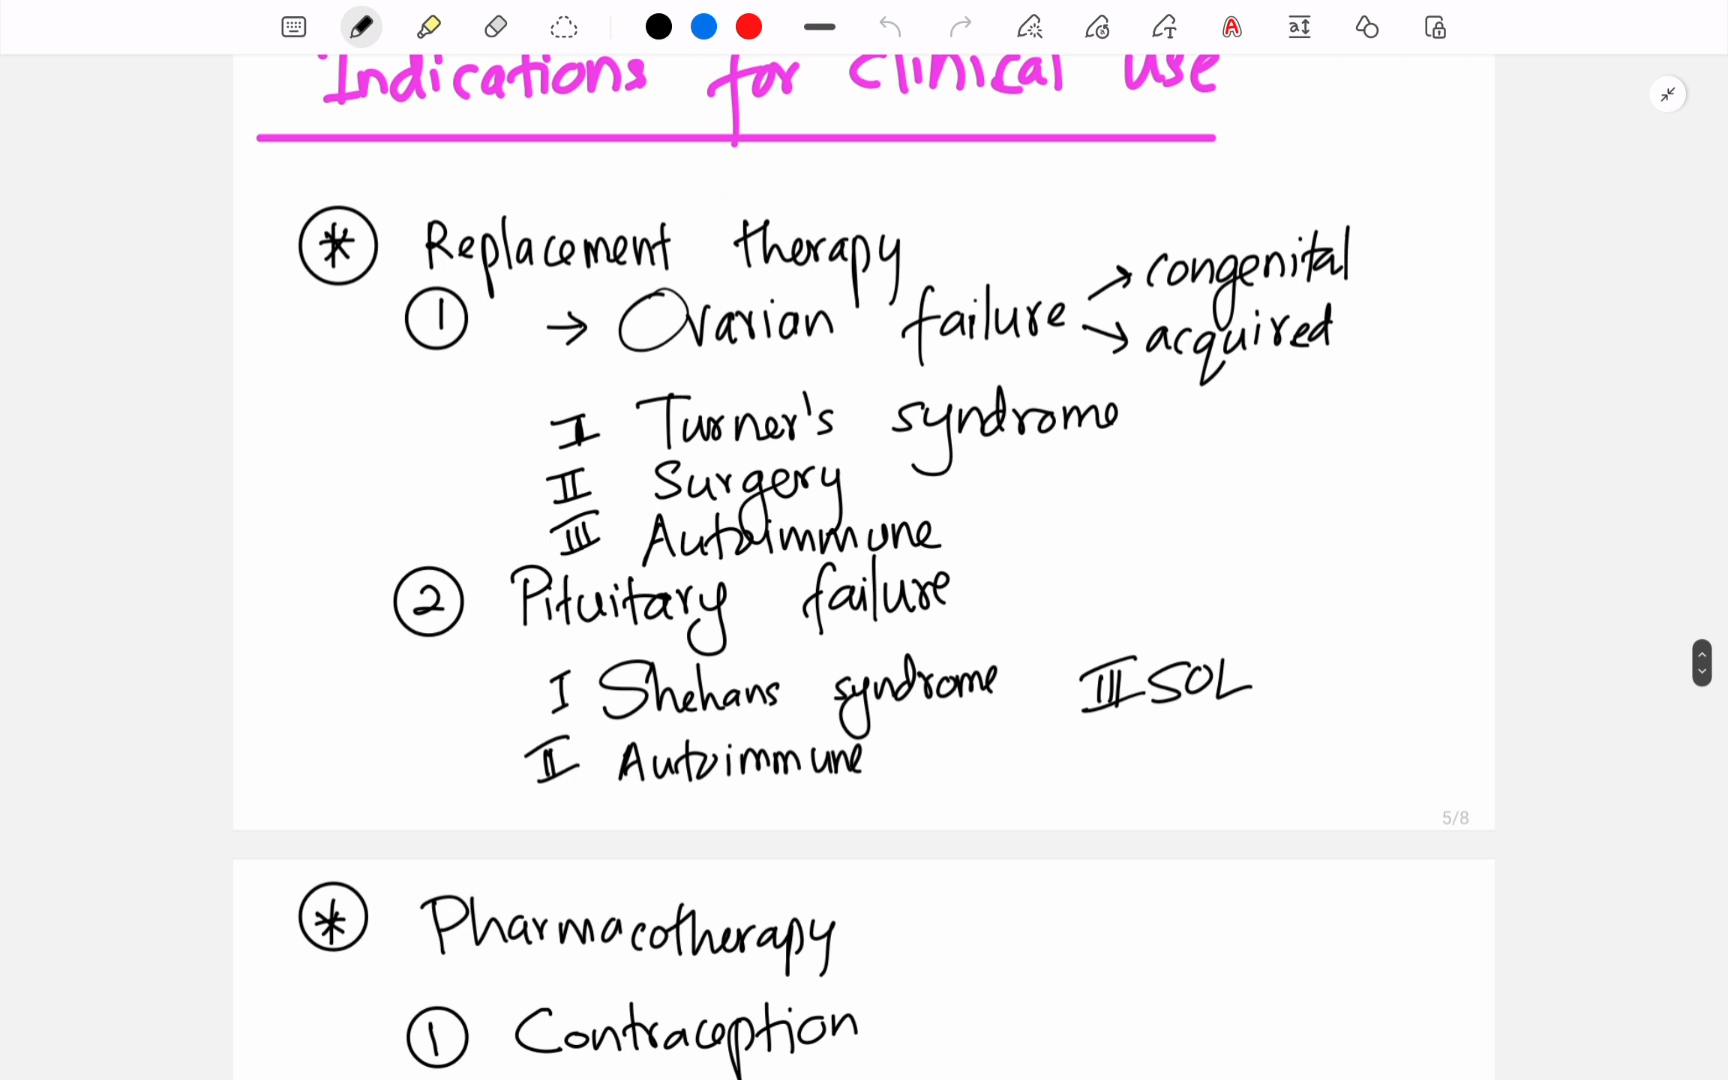 Indications for Clinical Use
* Replacement therapy
1 → Ovarian failure → congenital
→ acquired
I Turner's syndrome
II Surgery
III Autoimmune
2 Pituitary failure
I Shehans syndrome III SOL
II Autoimmune
5/8
* Pharmacotherapy
1 Contraception